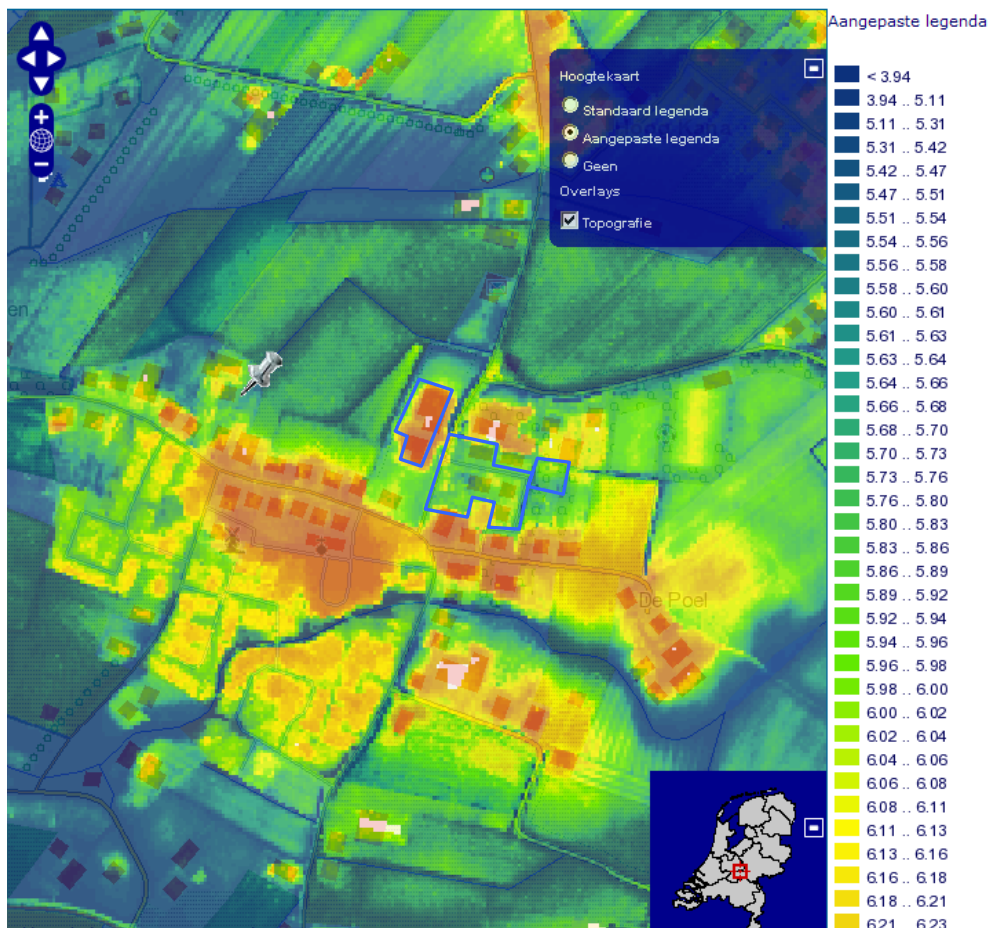 Aangepaste legenda
Hoogtekaart
Standaard legenda
Aangepaste legenda
Geen
Overlays
Topografie
en
De Poel
< 3.94
3.94 .. 5.11
5.11 .. 5.31
5.31 .. 5.42
5.42 .. 5.47
5.47 .. 5.51
5.51 .. 5.54
5.54 .. 5.56
5.56 .. 5.58
5.58 .. 5.60
5.60 .. 5.61
5.61 .. 5.63
5.63 .. 5.64
5.64 .. 5.66
5.66 .. 5.68
5.68 .. 5.70
5.70 .. 5.73
5.73 .. 5.76
5.76 .. 5.80
5.80 .. 5.83
5.83 .. 5.86
5.86 .. 5.89
5.89 .. 5.92
5.92 .. 5.94
5.94 .. 5.96
5.96 .. 5.98
5.98 .. 6.00
6.00 .. 6.02
6.02 .. 6.04
6.04 .. 6.06
6.06 .. 6.08
6.08 .. 6.11
6.11 .. 6.13
6.13 .. 6.16
6.16 .. 6.18
6.18 .. 6.21
6.21 .. 6.23